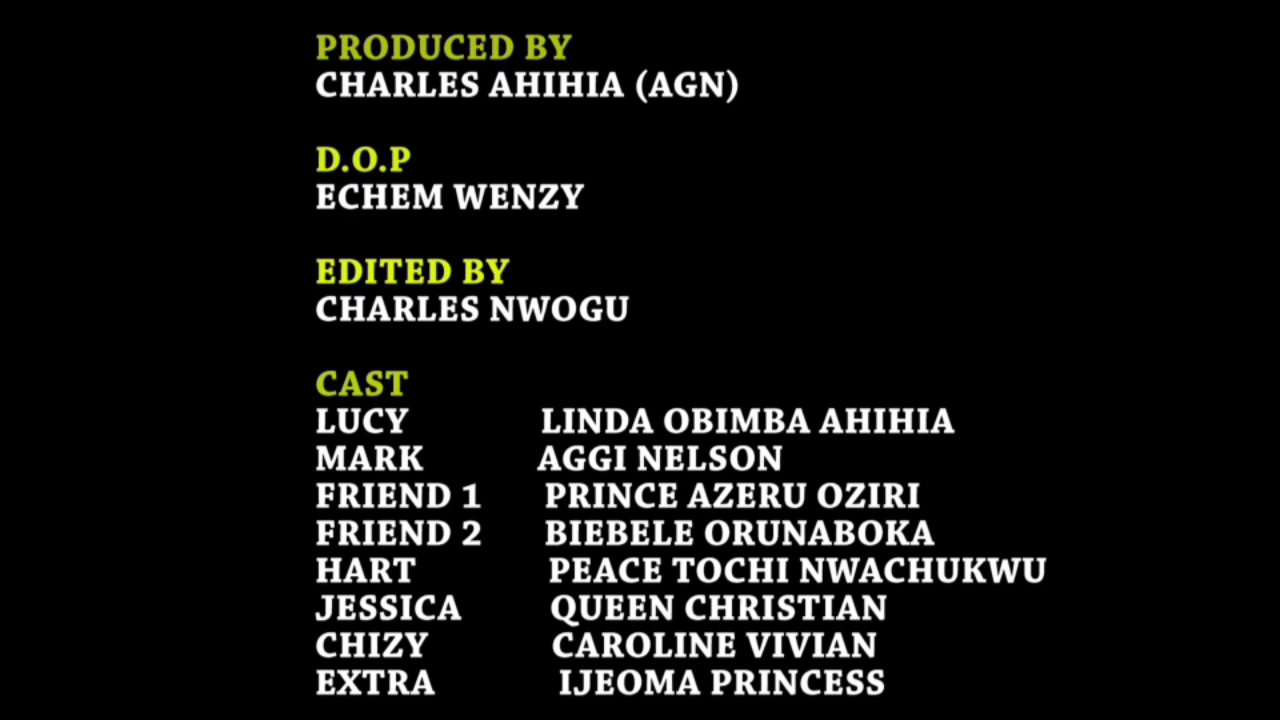 PRODUCED BY
CHARLES AHIHIA (AGN)
D.O.P
ECHEM WENZY
EDITED BY
CHARLES NWOGU
CAST
LUCY LINDA OBIMBA AHIHIA
MARK AGGI NELSON
FRIEND 1 PRINCE AZERU OZIRI
FRIEND 2 BIEBELE ORUNABOKA
HART PEACE TOCHI NWACHUKWU
JESSICA QUEEN CHRISTIAN
CHIZY CAROLINE VIVIAN
EXTRA IJEOMA PRINCESS